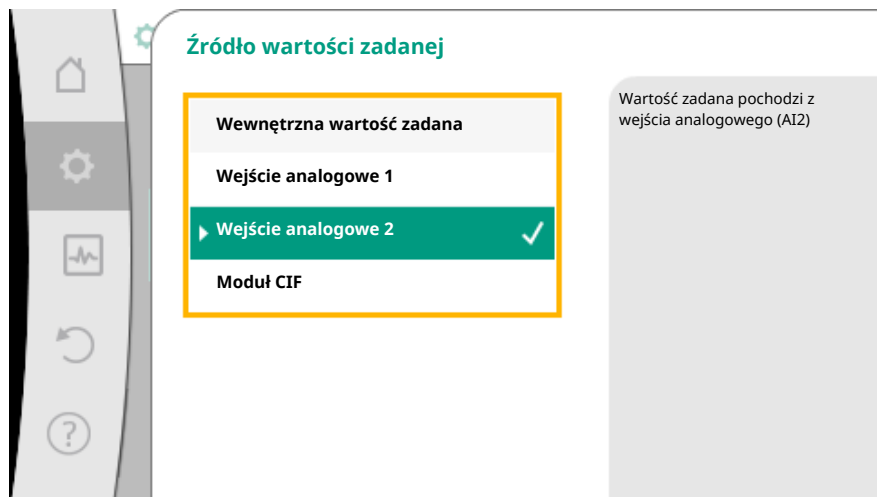 Źródło wartości zadanej
Wewnętrzna wartość zadana
Wejście analogowe 1
Wejście analogowe 2
Moduł CIF
Wartość zadana pochodzi z
wejścia analogowego (AI2)
?